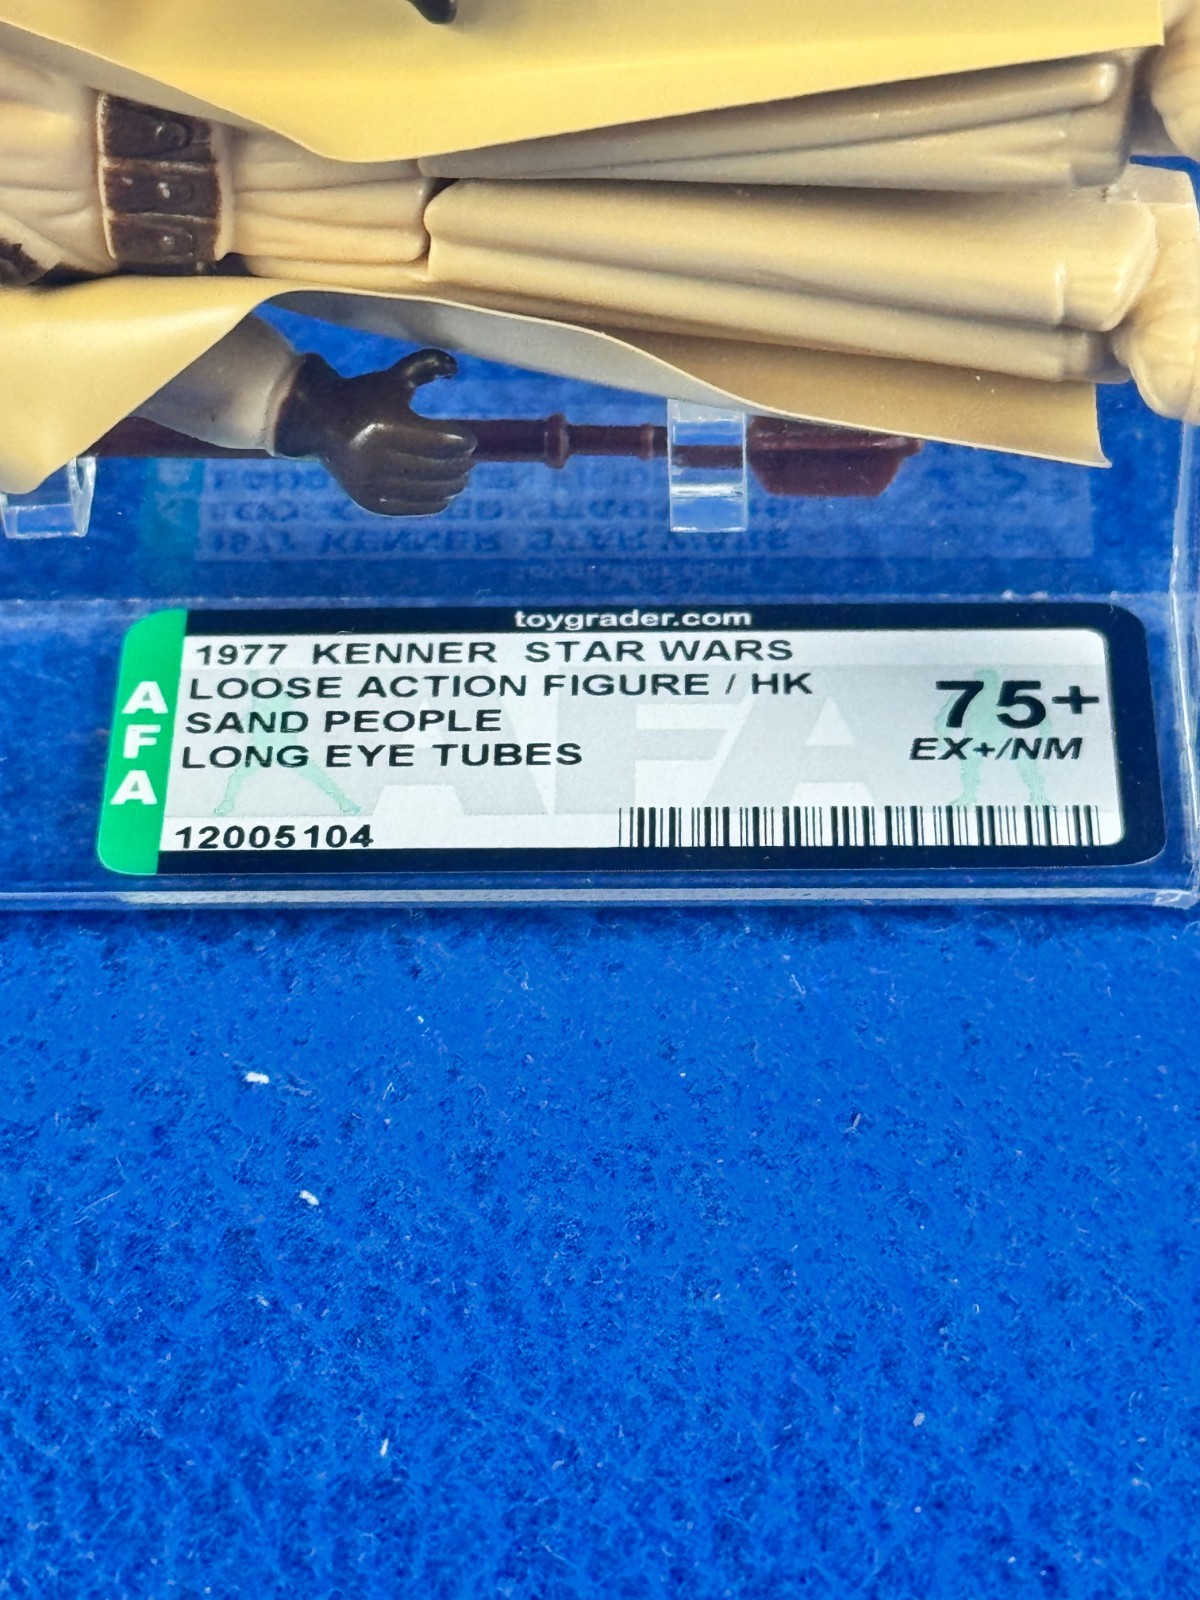 toygrader.com
AFA
1977 KENNER STAR WARS
LOOSE ACTION FIGURE / HK
SAND PEOPLE
LONG EYE TUBES
75+
EX+/NM
12005104